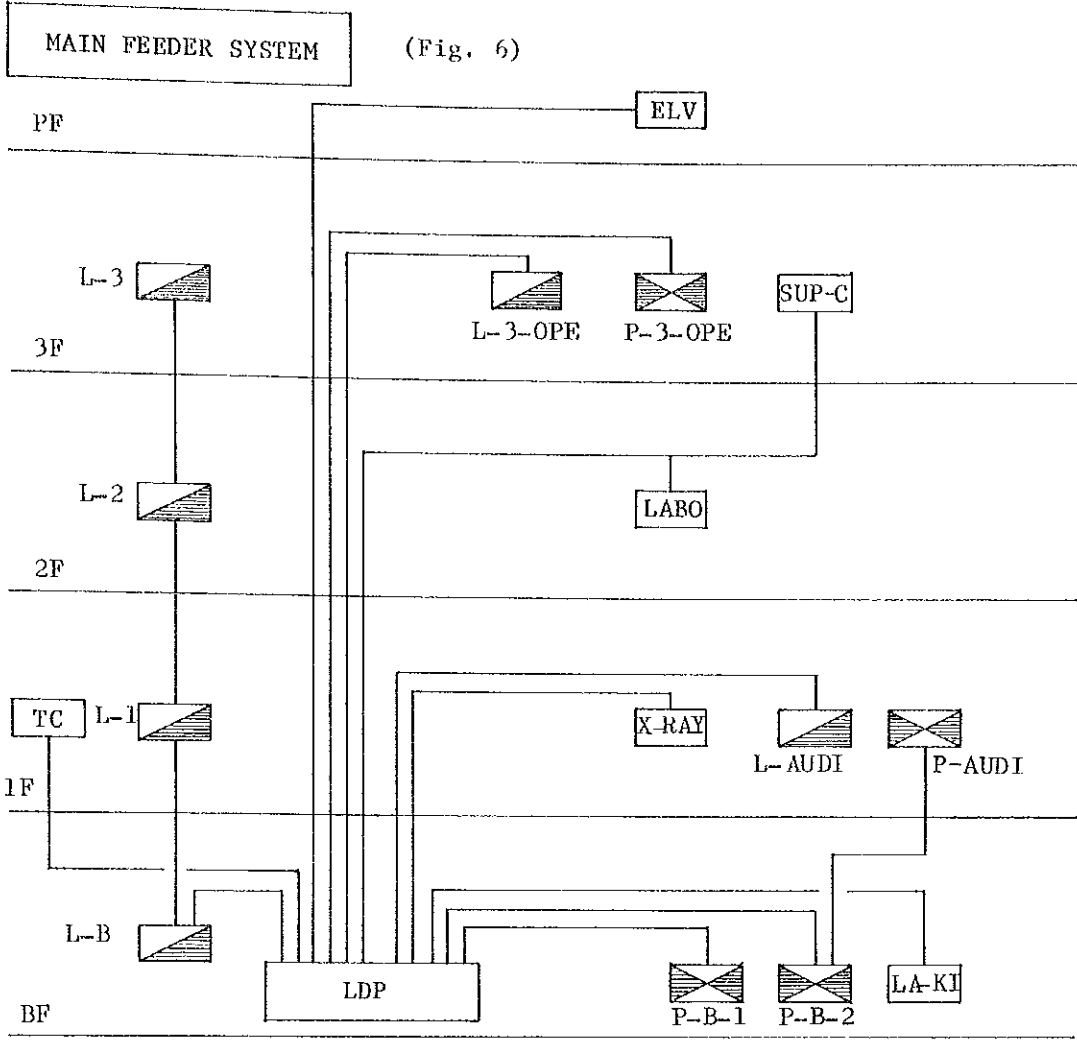 MAIN FEEDER SYSTEM (Fig. 6)
ELV
PF
L-3
SUP-C
L-3-OPE P-3-OPE
3F
L-2
LABO
2F
TC L-1 X-RAY
L-AUDI P-AUDI
1F
L-B
LDP LA-KI
P-B-1 P-B-2
BF